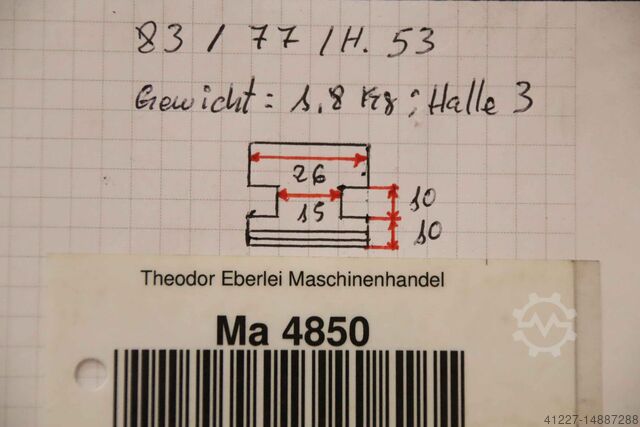 83 / 77 / H. 53
Gewicht: 1,8 Kg; Halle 3
26
15
10
10
Theodor Eberlei Maschinenhandel
Ma 4850
41227-14887288